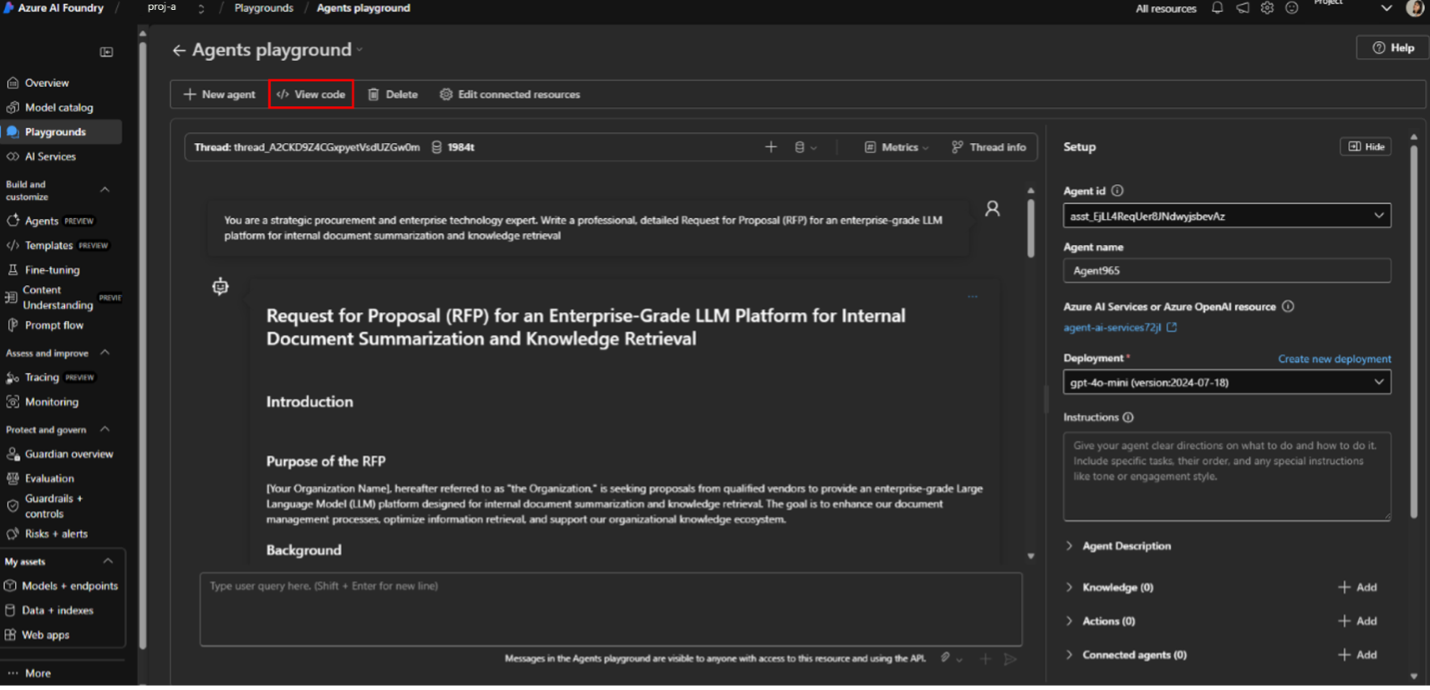 Azure AI Foundry / proj-a / Playgrounds / Agents playground
All resources
Project
Agents playground
Help
New agent
View code
Delete
Edit connected resources
Overview
Model catalog
Playgrounds
AI Services
Build and
customize
Agents PREVIEW
Templates PREVIEW
Fine-tuning
Content
Understanding PREVIE
Prompt flow
Assess and improve
Tracing PREVIEW
Monitoring
Protect and govern
Guardian overview
Evaluation
Guardrails +
controls
Risks + alerts
My assets
Models + endpoints
Data + indexes
Web apps
More
Thread: thread_A2CKD9Z4CGxpyetVsdUZGw0m 1984t
Metrics
Thread info
You are a strategic procurement and enterprise technology expert. Write a professional, detailed Request for Proposal (RFP) for an enterprise-grade LLM
platform for internal document summarization and knowledge retrieval
Request for Proposal (RFP) for an Enterprise-Grade LLM Platform for Internal
Document Summarization and Knowledge Retrieval
Introduction
Purpose of the RFP
[Your Organization Name], hereafter referred to as "the Organization," is seeking proposals from qualified vendors to provide an enterprise-grade Large
Language Model (LLM) platform designed for internal document summarization and knowledge retrieval. The goal is to enhance our document
management processes, optimize information retrieval, and support our organizational knowledge ecosystem.
Background
Type user query here. (Shift + Enter for new line)
Messages in the Agents playground are visible to anyone with access to this resource and using the API.
Setup
Hide
Agent id
asst_EjLL4ReqUer8JNdwyjsbevAz
Agent name
Agent965
Azure AI Services or Azure OpenAI resource
agent-ai-services72jl
Deployment *
Create new deployment
gpt-4o-mini (version:2024-07-18)
Instructions
Give your agent clear directions on what to do and how to do it.
Include specific tasks, their order, and any special instructions
like tone or engagement style.
Agent Description
Knowledge (0)
Add
Actions (0)
Add
Connected agents (0)
Add